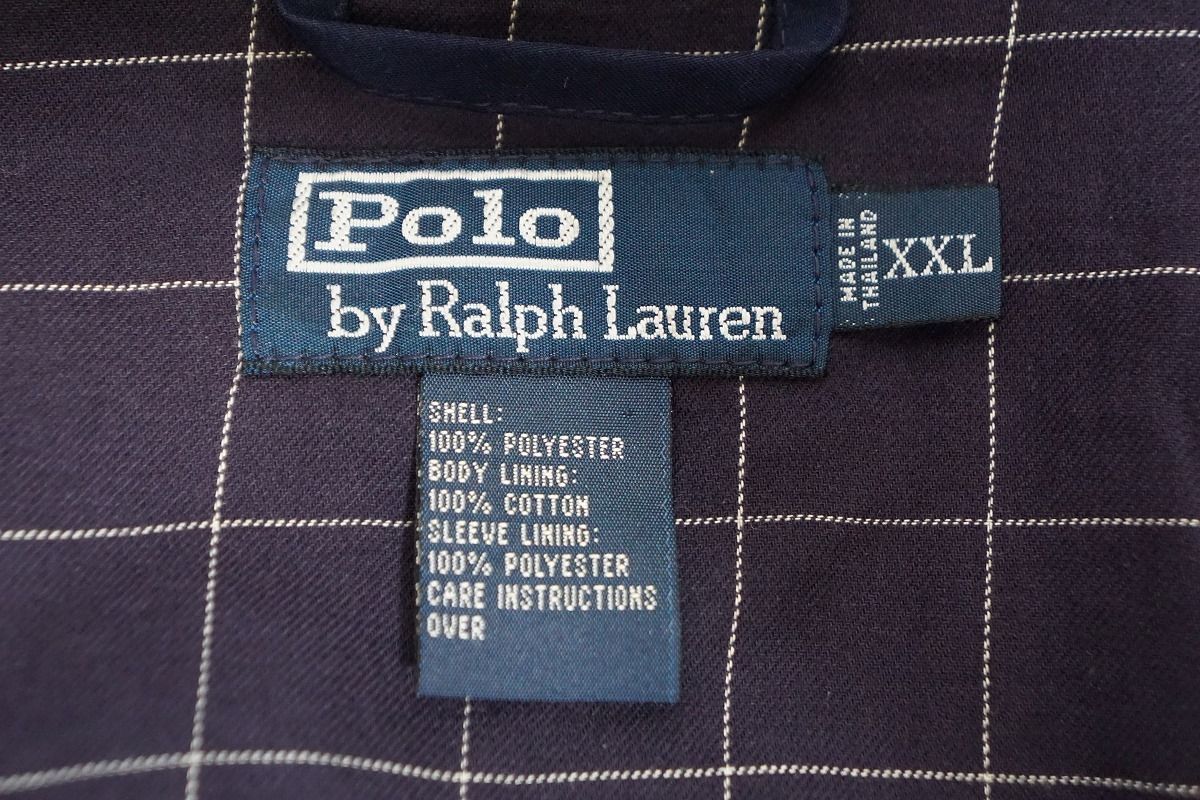 Polo
by Ralph Lauren
MADE IN
THAILAND
XXL
SHELL:
100% POLYESTER
BODY LINING:
100% COTTON
SLEEVE LINING:
100% POLYESTER
CARE INSTRUCTIONS
OVER